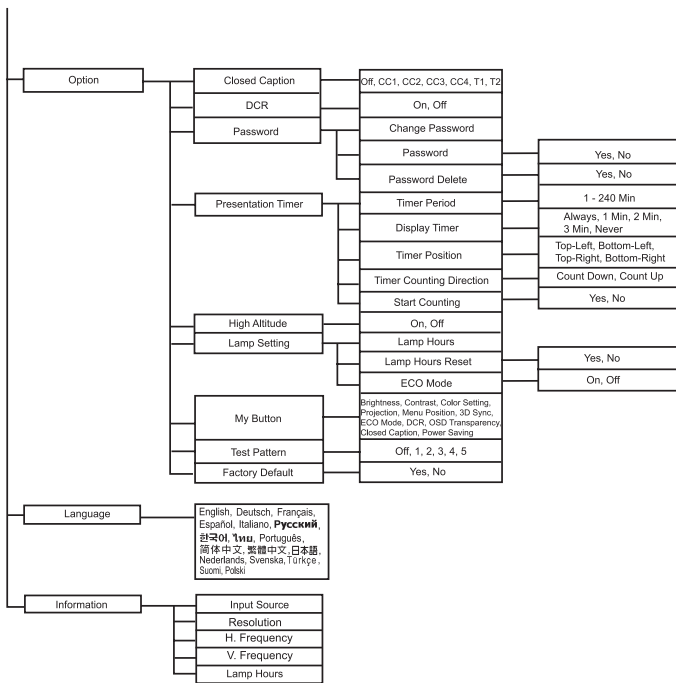 Option
Closed Caption
Off, CC1, CC2, CC3, CC4, T1, T2
DCR
On, Off
Password
Change Password
Password
Yes, No
Password Delete
Yes, No
Presentation Timer
Timer Period
1 - 240 Min
Display Timer
Always, 1 Min, 2 Min,
3 Min, Never
Timer Position
Top-Left, Bottom-Left,
Top-Right, Bottom-Right
Timer Counting Direction
Count Down, Count Up
Start Counting
Yes, No
High Altitude
On, Off
Lamp Setting
Lamp Hours
Lamp Hours Reset
Yes, No
ECO Mode
On, Off
My Button
Brightness, Contrast, Color Setting,
Projection, Menu Position, 3D Sync,
ECO Mode, DCR, OSD Transparency,
Closed Caption, Power Saving
Test Pattern
Off, 1, 2, 3, 4, 5
Factory Default
Yes, No
Language
English, Deutsch, Français,
Español, Italiano, Русский,
한국어, ไทย, Português,
简体中文, 繁體中文, 日本語,
Nederlands, Svenska, Türkçe,
Suomi, Polski
Information
Input Source
Resolution
H. Frequency
V. Frequency
Lamp Hours